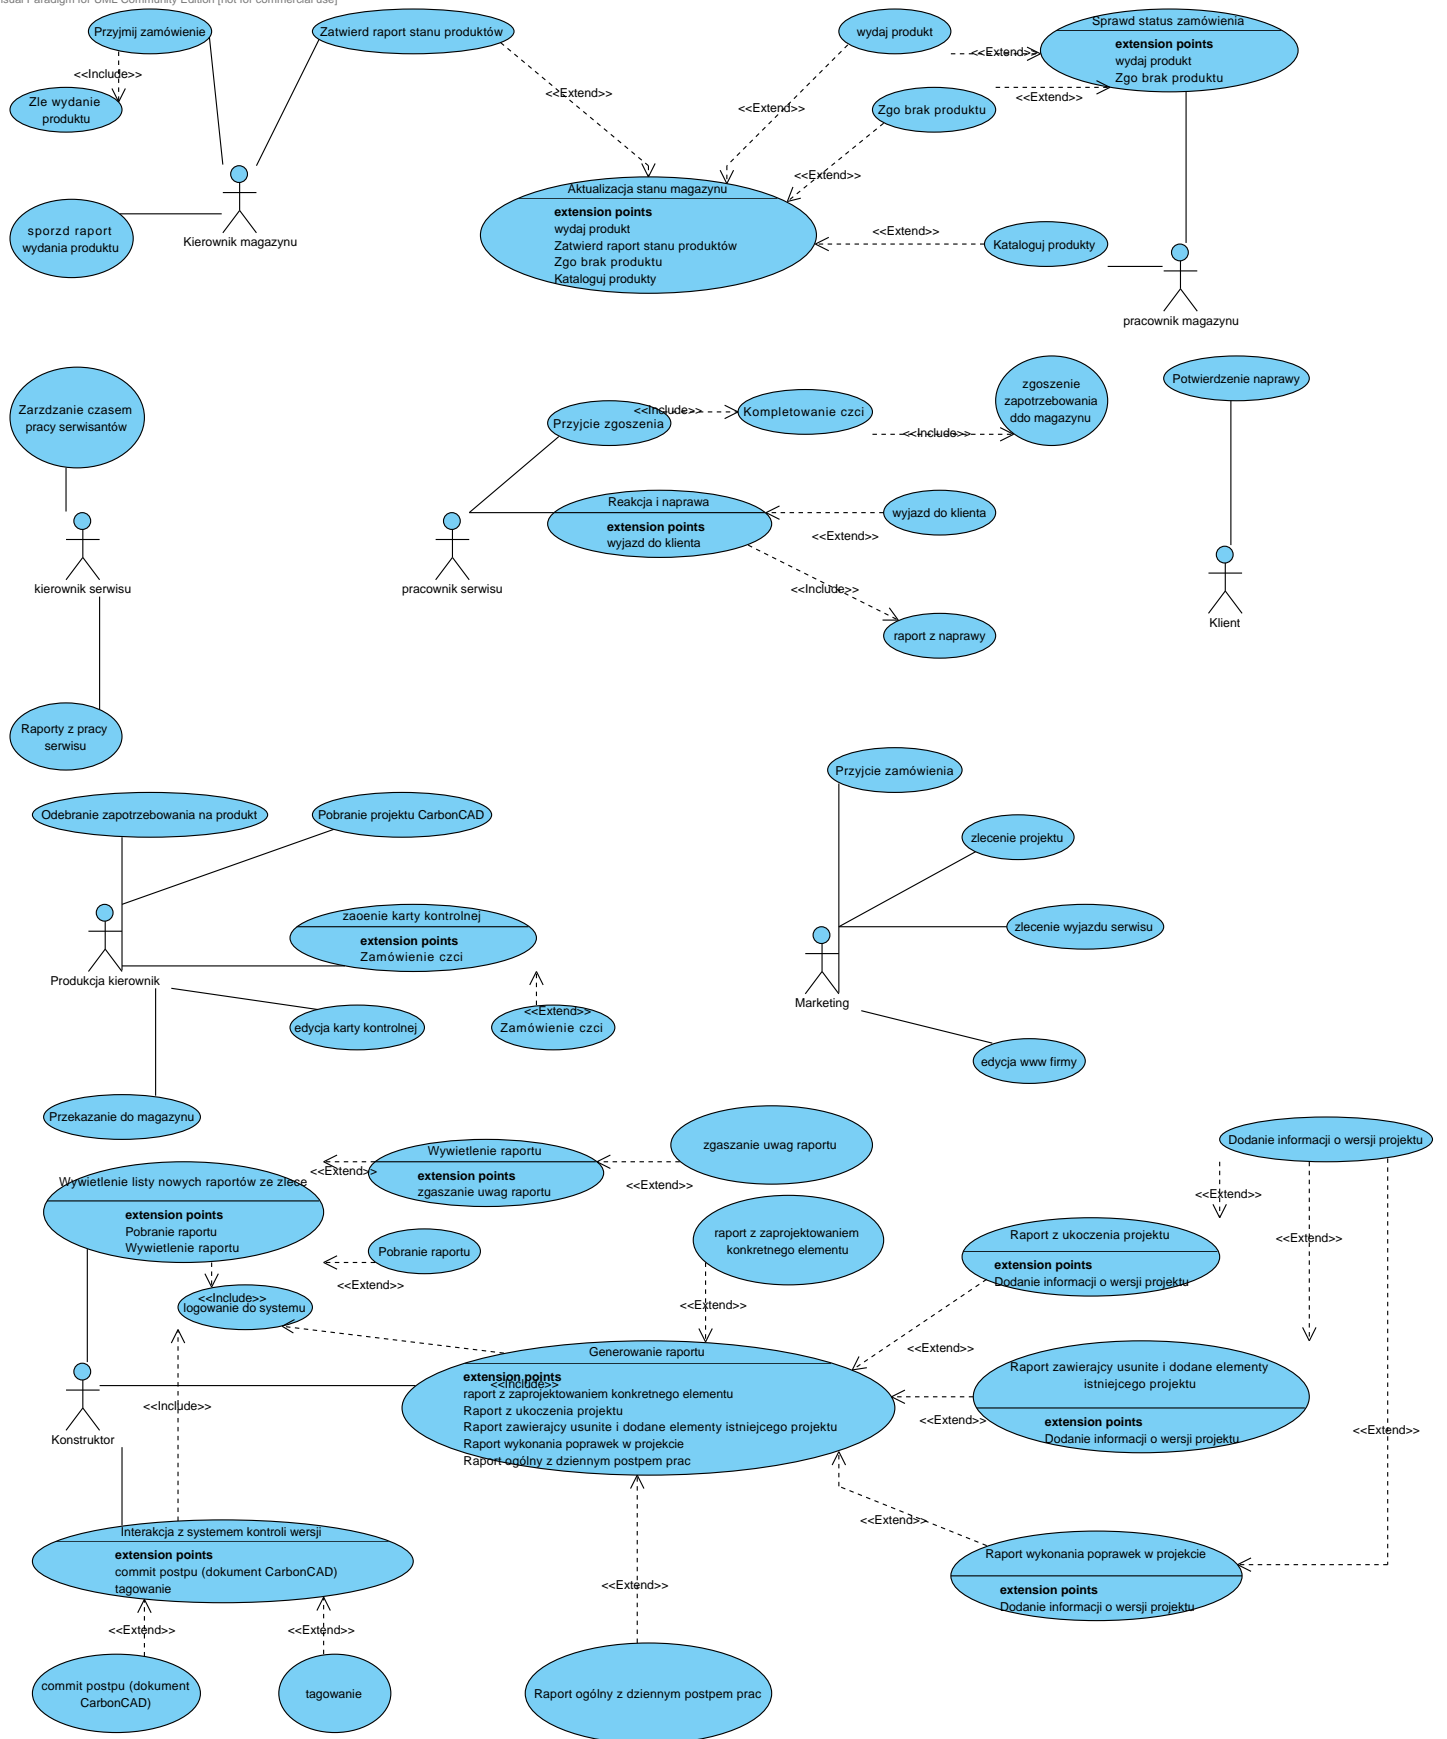 Visual Paradigm for UML Community Edition [not for commercial use]
Przyjmij zamówienie
Zatwierd raport stanu produktów
wydaj produkt
Sprawd status zamówienia
extension points
wydaj produkt
Zgo brak produktu
<<Include>>
<<Extend>>
<<Extend>>
<<Extend>>
<<Extend>>
Zle wydanie
produktu
Zgo brak produktu
<<Extend>>
Aktualizacja stanu magazynu
extension points
wydaj produkt
Zatwierd raport stanu produktów
Zgo brak produktu
Kataloguj produkty
<<Extend>>
Kataloguj produkty
sporzd raport
wydania produktu
Kierownik magazynu
pracownik magazynu
Zarzdzanie czasem
pracy serwisantów
kierownik serwisu
Raporty z pracy
serwisu
Przyjcie zgoszenia
<<Include>>
Kompletowanie czci
<<Include>>
zgoszenie
zapotrzebowania
ddo magazynu
Reakcja i naprawa
extension points
wyjazd do klienta
wyjazd do klienta
<<Extend>>
<<Include>>
raport z naprawy
pracownik serwisu
Potwierdzenie naprawy
Klient
Odebranie zapotrzebowania na produkt
Pobranie projektu CarbonCAD
zaoenie karty kontrolnej
extension points
Zamówienie czci
Produkcja kierownik
edycja karty kontrolnej
<<Extend>>
Zamówienie czci
Przekazanie do magazynu
Przyjcie zamówienia
zlecenie projektu
zlecenie wyjazdu serwisu
Marketing
edycja www firmy
Wywietlenie listy nowych raportów ze zlece
extension points
Pobranie raportu
Wywietlenie raportu
<<Extend>>
Wywietlenie raportu
extension points
zgaszanie uwag raportu
<<Extend>>
zgaszanie uwag raportu
Pobranie raportu
<<Extend>>
<<Include>>
logowanie do systemu
raport z zaprojektowaniem
konkretnego elementu
<<Extend>>
Dodanie informacji o wersji projektu
<<Extend>>
<<Extend>>
<<Extend>>
Raport z ukoczenia projektu
extension points
Dodanie informacji o wersji projektu
<<Extend>>
Generowanie raportu
extension points
<<Include>>
raport z zaprojektowaniem konkretnego elementu
Raport z ukoczenia projektu
Raport zawierajcy usunite i dodane elementy istniejcego projektu
Raport wykonania poprawek w projekcie
Raport ogólny z dziennym postpem prac
Raport zawierajcy usunite i dodane elementy
istniejcego projektu
extension points
Dodanie informacji o wersji projektu
<<Extend>>
Konstruktor
<<Include>>
Interakcja z systemem kontroli wersji
extension points
commit postpu (dokument CarbonCAD)
tagowanie
<<Extend>>
<<Extend>>
commit postpu (dokument
CarbonCAD)
tagowanie
<<Extend>>
Raport ogólny z dziennym postpem prac
<<Extend>>
Raport wykonania poprawek w projekcie
extension points
Dodanie informacji o wersji projektu